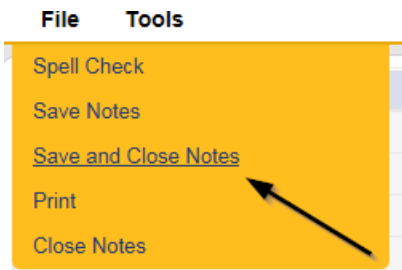 File Tools
Spell Check
Save Notes
Save and Close Notes
Print
Close Notes